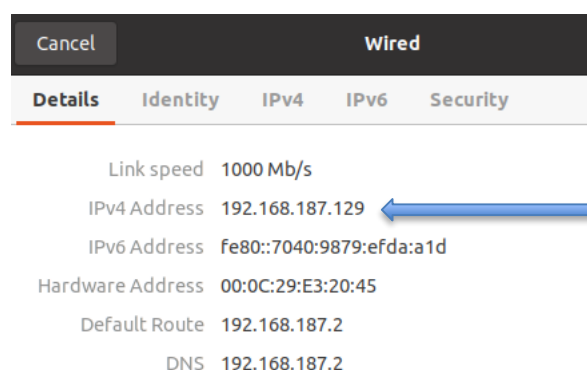 Cancel Wired
Details Identity IPv4 IPv6 Security
Link speed 1000 Mb/s
IPv4 Address 192.168.187.129
IPv6 Address fe80::7040:9879:efda:a1d
Hardware Address 00:0C:29:E3:20:45
Default Route 192.168.187.2
DNS 192.168.187.2